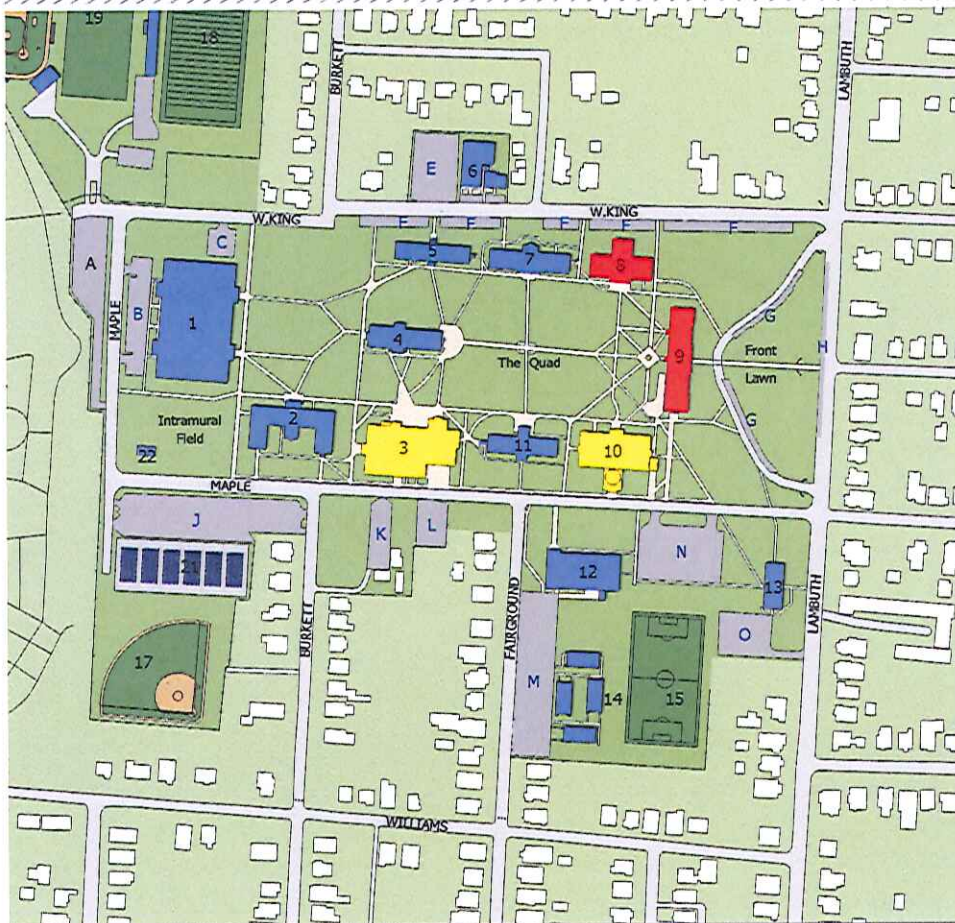 19
18
BURKETT
LAMBUTH
E
6
W.KING
F
F
F
F
F
W.KING
C
A
B
MAPLE
1
5
7
8
4
The Quad
9
Front
Lawn
G
G
H
Intramural
Field
2
3
11
10
22
MAPLE
J
K
L
N
21
12
13
BURKETT
FAIRGROUND
LAMBUTH
O
17
M
14
15
WILLIAMS